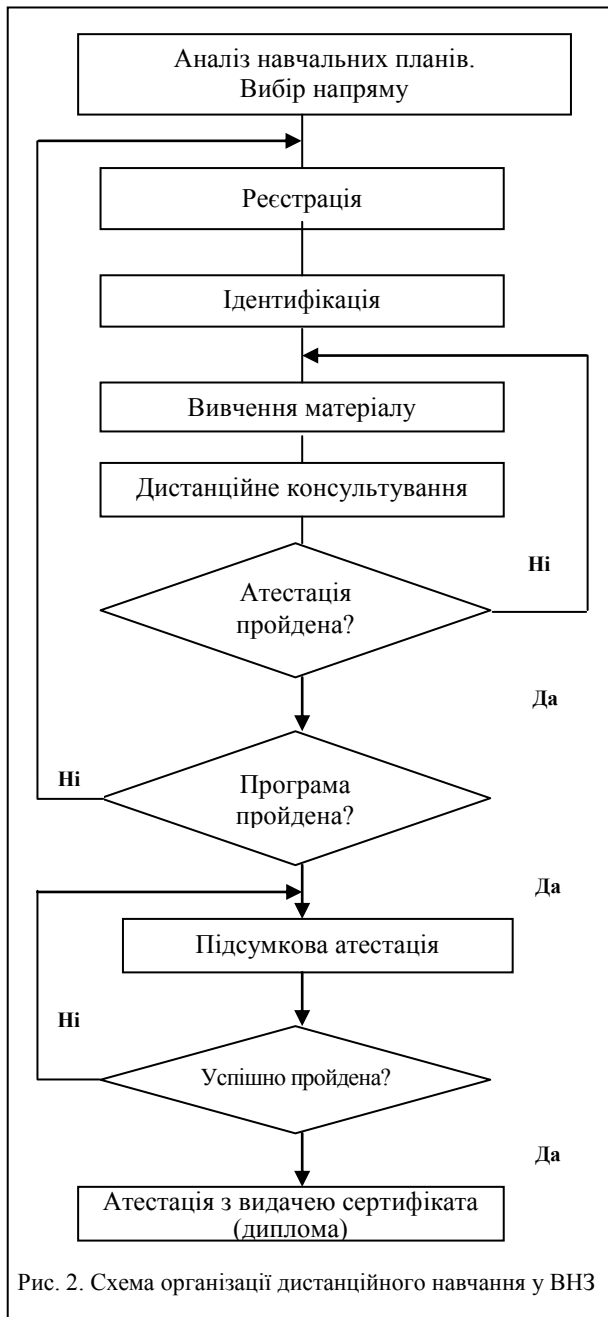 Аналіз навчальних планів.
Вибір напряму
Реєстрація
Ідентифікація
Вивчення матеріалу
Дистанційне консультування
Ні
Атестація
пройдена?
Да
Ні
Програма
пройдена?
Да
Підсумкова атестація
Ні
Успішно пройдена?
Да
Атестація з видачею сертифіката
(диплома)
Рис. 2. Схема організації дистанційного навчання у ВНЗ